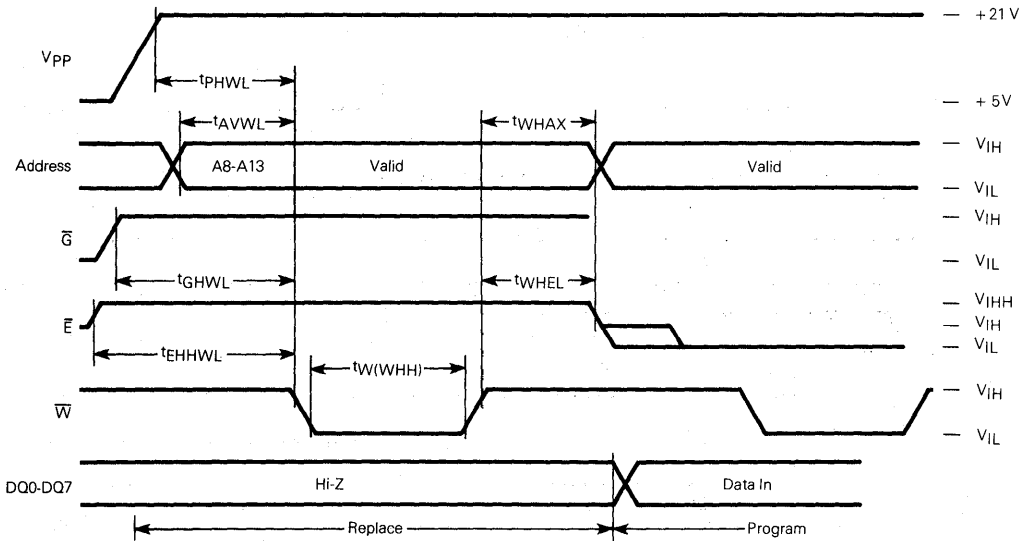 +21 V
VPP
tPHWL
+5V
tAVWL
tWHAX
VIH
Address
A8-A13
Valid
Valid
VIL
VIH
G
VIL
tGHWL
tWHEL
VIHH
E
VIH
VIL
tEHHWL
tW(WHH)
VIH
W
VIL
DQ0-DQ7
Hi-Z
Data In
Replace
Program